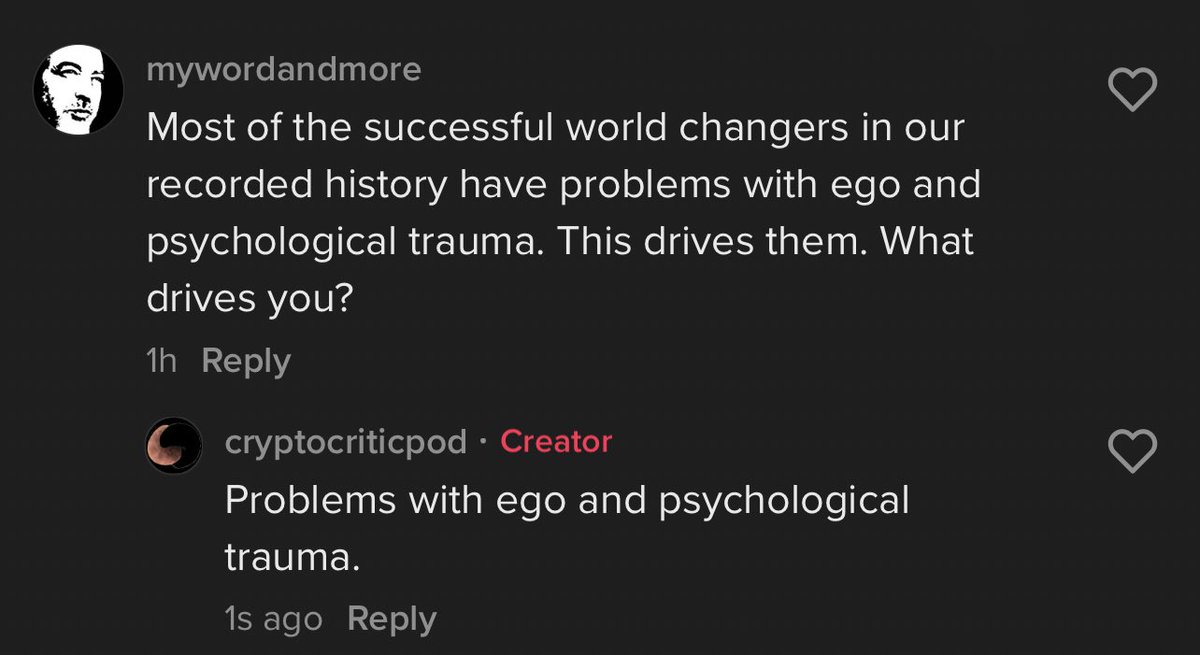 mywordandmore
Most of the successful world changers in our
recorded history have problems with ego and
psychological trauma. This drives them. What
drives you?
1h Reply
cryptocriticpod · Creator
Problems with ego and psychological
trauma.
1s ago Reply